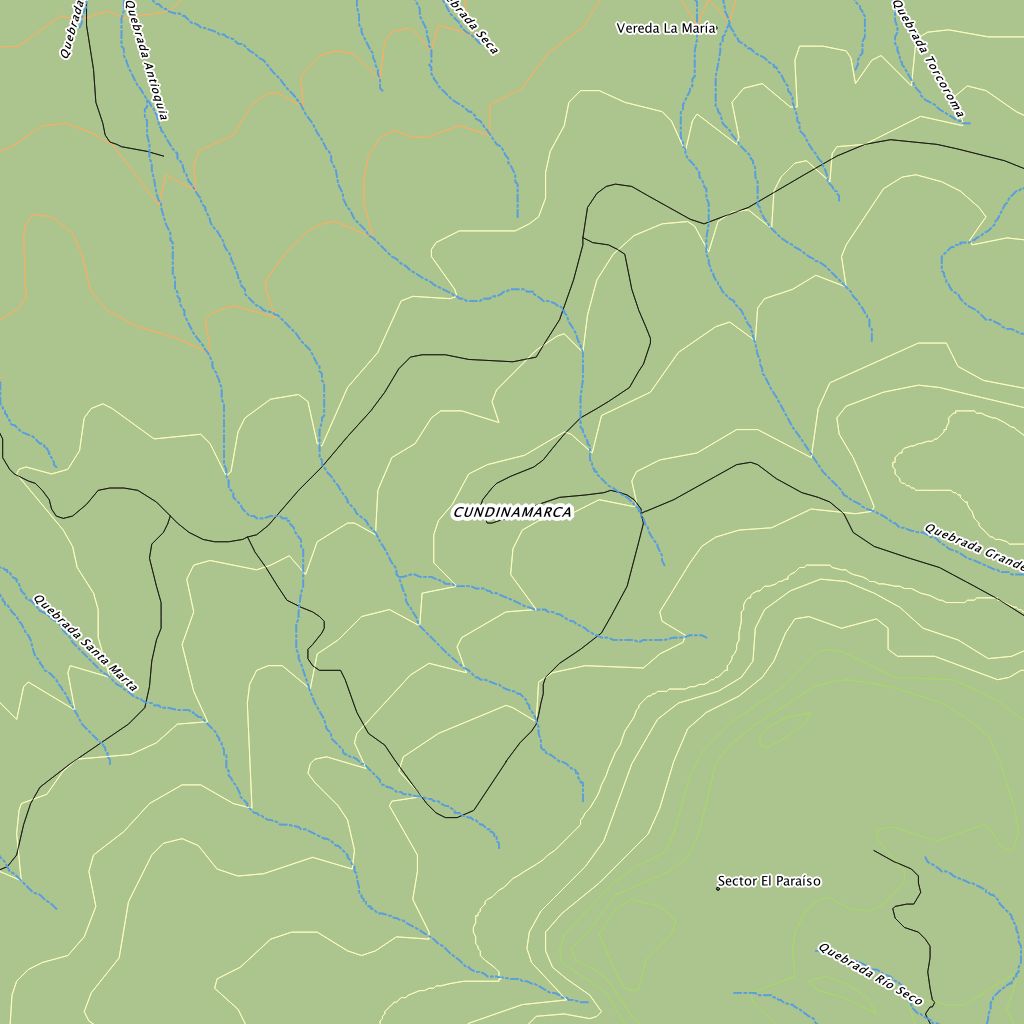 Quebrada
Quebrada Antioquia
Quebrada Seca
Vereda La María
Quebrada Torcoroma
CUNDINAMARCA
Quebrada Grande
Quebrada Santa Marta
Sector El Paraíso
Quebrada Río Seco